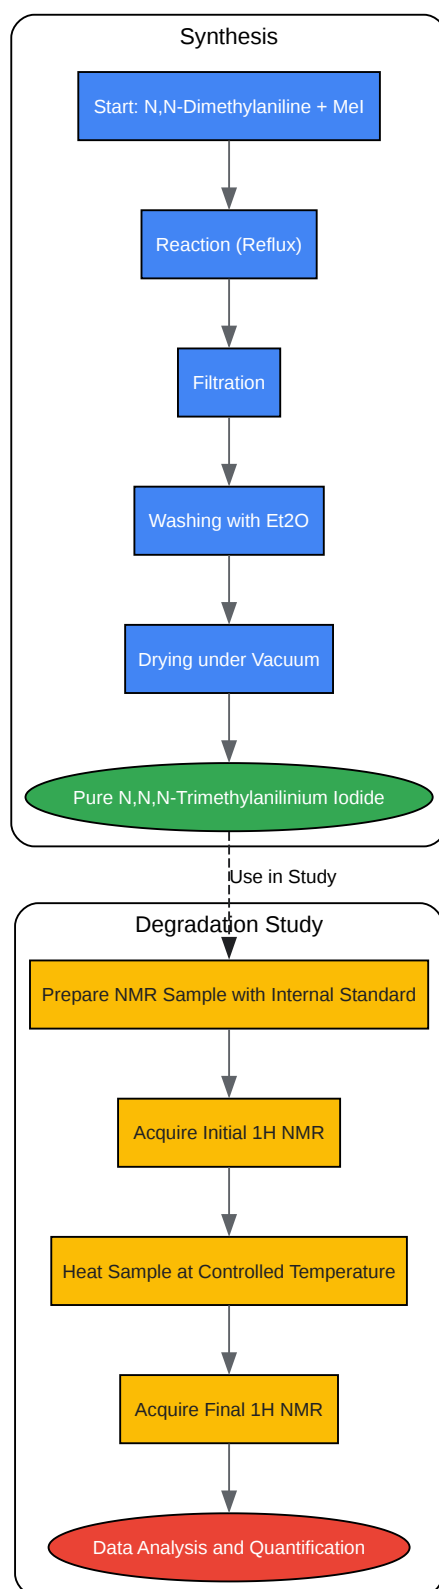 Synthesis
Start: N,N-Dimethylaniline + MeI
Reaction (Reflux)
Filtration
Washing with Et2O
Drying under Vacuum
Pure N,N,N-Trimethylanilinium Iodide
Use in Study
Degradation Study
Prepare NMR Sample with Internal Standard
Acquire Initial 1H NMR
Heat Sample at Controlled Temperature
Acquire Final 1H NMR
Data Analysis and Quantification